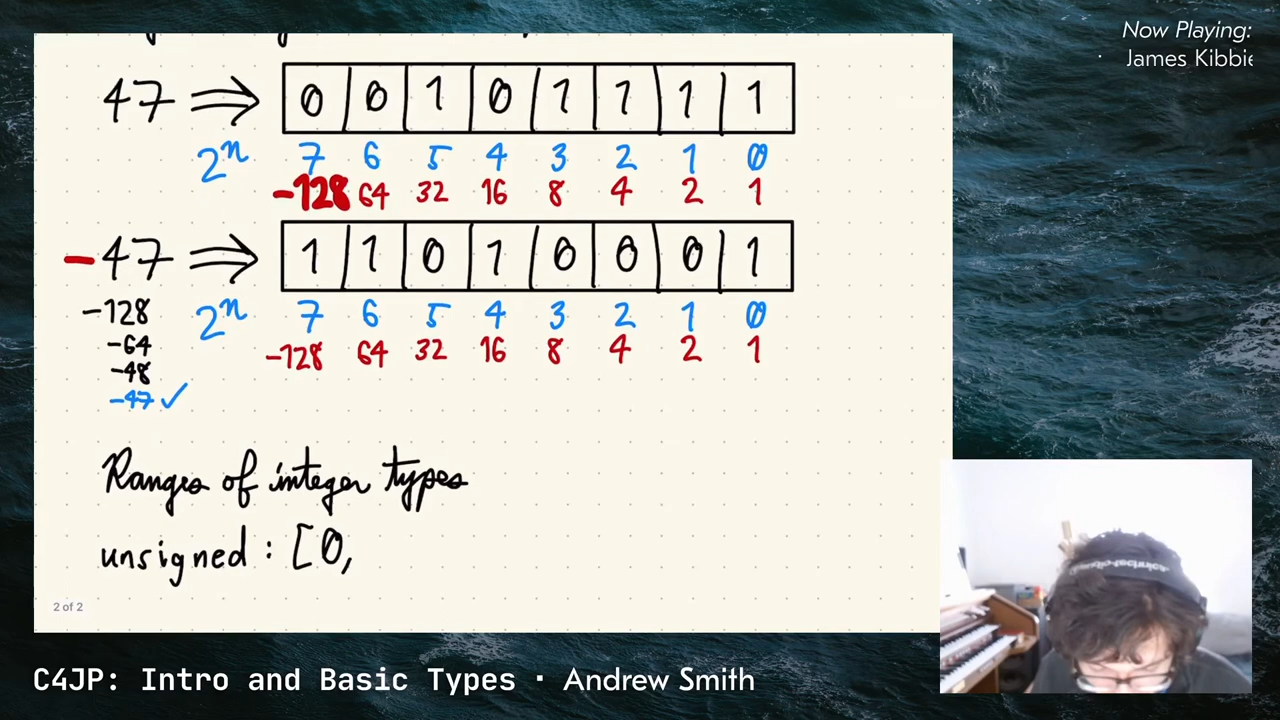 Now Playing:
· James Kibbie
47 ⇒ 0 0 1 0 1 1 1 1
2ⁿ 7 6 5 4 3 2 1 0
-128 64 32 16 8 4 2 1
-47 ⇒ 1 1 0 1 0 0 0 1
-128 2ⁿ 7 6 5 4 3 2 1 0
-64 -128 64 32 16 8 4 2 1
-48
-47 ✓
Ranges of integer types
unsigned : [0,
2 of 2
C4JP: Intro and Basic Types · Andrew Smith